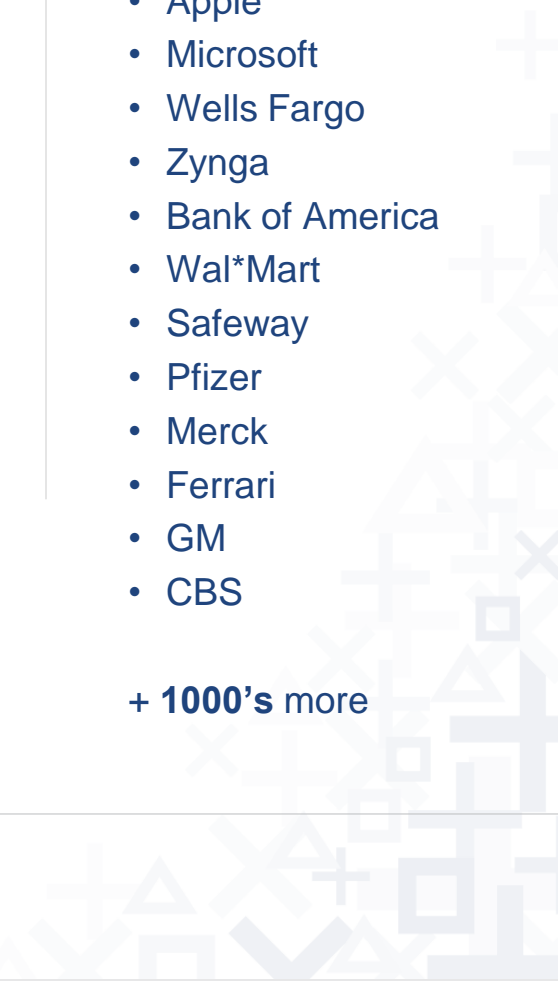 • Apple
• Microsoft
• Wells Fargo
• Zynga
• Bank of America
• Wal*Mart
• Safeway
• Pfizer
• Merck
• Ferrari
• GM
• CBS
+ 1000’s more